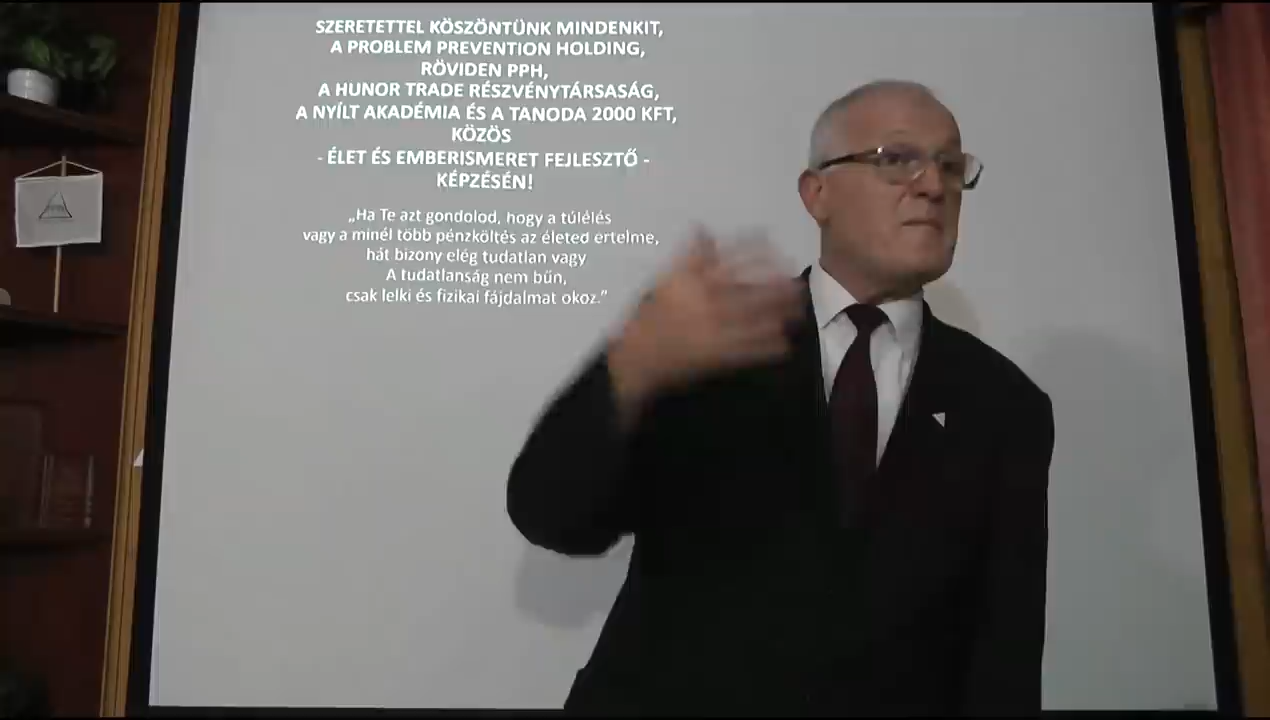 SZERETETTEL KÖSZÖNTÜNK MINDENKIT,
A PROBLEM PREVENTION HOLDING,
RÖVIDEN PPH,
A HUNOR TRADE RÉSZVÉNYTÁRSASÁG,
A NYÍLT AKADÉMIA ÉS A TANODA 2000 KFT,
KÖZÖS
- ÉLET ÉS EMBERISMERET FEJLESZTŐ -
KÉPZÉSÉN!
„Ha Te azt gondolod, hogy a túlélés
vagy a minél több pénzköltés az életed értelme,
hát bizony elég tudatlan vagy
A tudatlanság nem bűn,
csak lelki és fizikai fájdalmat okoz.”